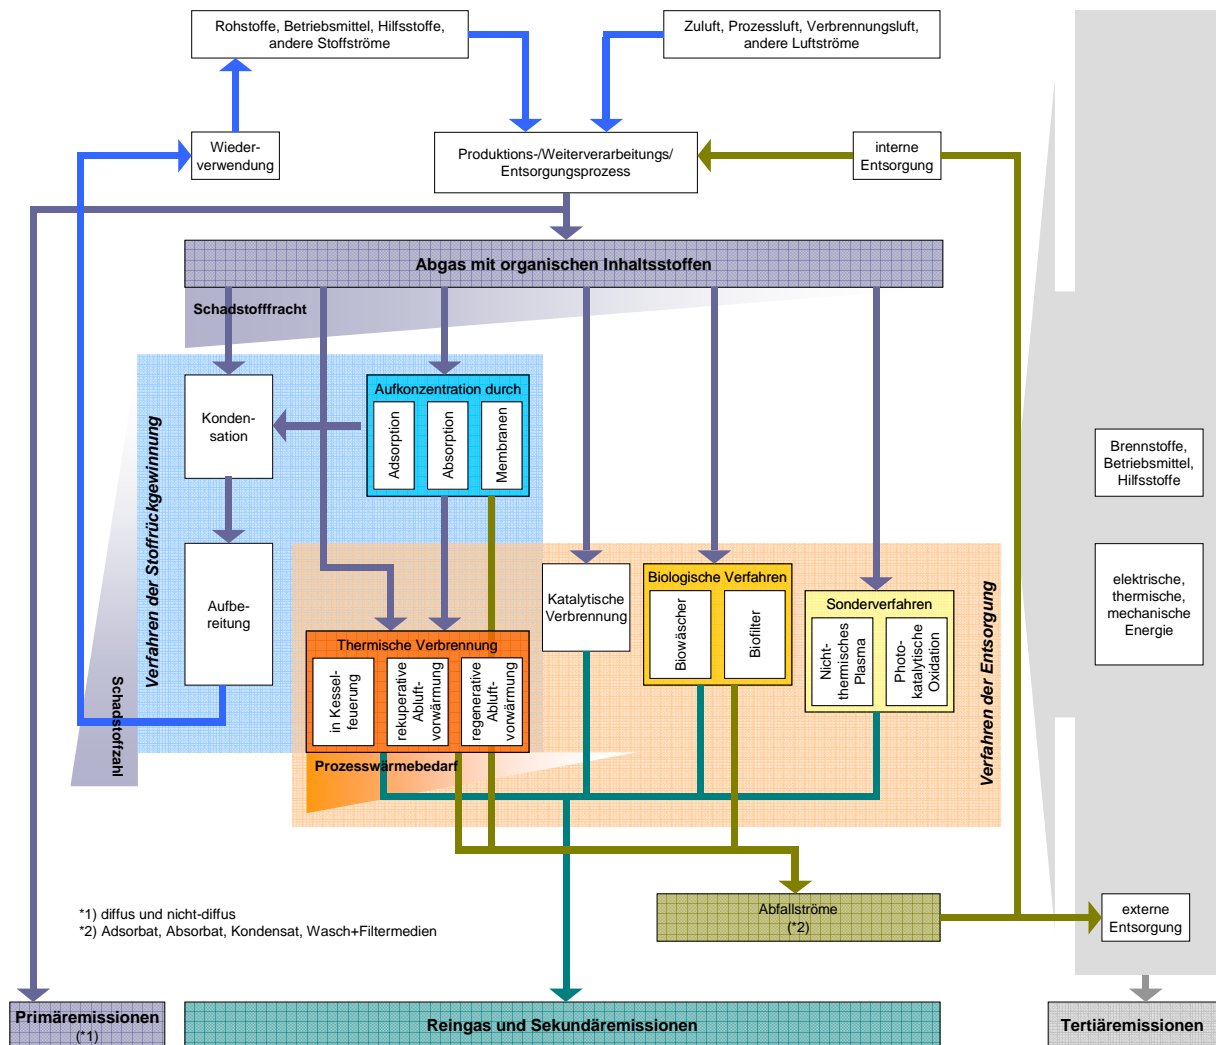 Rohstoffe, Betriebsmittel, Hilfsstoffe,
andere Stoffströme
Zuluft, Prozessluft, Verbrennungsluft,
andere Luftströme
Wieder-
verwendung
Produktions-/Weiterverarbeitungs/
Entsorgungsprozess
interne
Entsorgung
Abgas mit organischen Inhaltsstoffen
Schadstofffracht
Verfahren der Stoffrückgewinnung
Konden-
sation
Aufkonzentration durch
Adsorption
Absorption
Membranen
Brennstoffe,
Betriebsmittel,
Hilfsstoffe
Aufbe-
reitung
Katalytische
Verbrennung
Biologische Verfahren
Biowäscher
Biofilter
Sonderverfahren
Nicht-
thermisches
Plasma
Photo-
katalytische
Oxidation
Verfahren der Entsorgung
elektrische,
thermische,
mechanische
Energie
Thermische Verbrennung
in Kessel-
feuerung
rekuperative
Abluft-
vorwärmung
regenerative
Abluft-
vorwärmung
Schadstoffzahl
Prozesswärmebedarf
*1) diffus und nicht-diffus
*2) Adsorbat, Absorbat, Kondensat, Wasch+Filtermedien
Abfallströme
(*2)
externe
Entsorgung
Primäremissionen
(*1)
Reingas und Sekundäremissionen
Tertiäremissionen